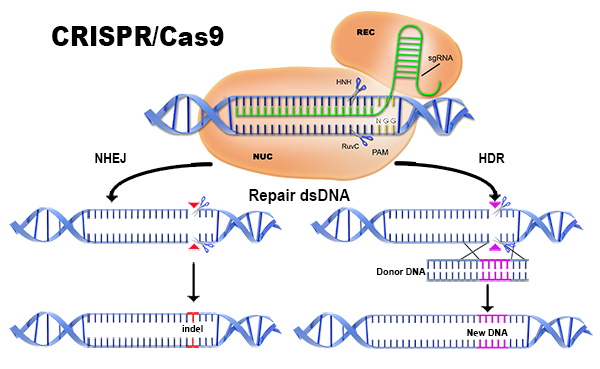 CRISPR/Cas9
REC
sgRNA
HNH
NGG
RuvC
PAM
NUC
NHEJ
HDR
Repair dsDNA
Donor DNA
indel
New DNA